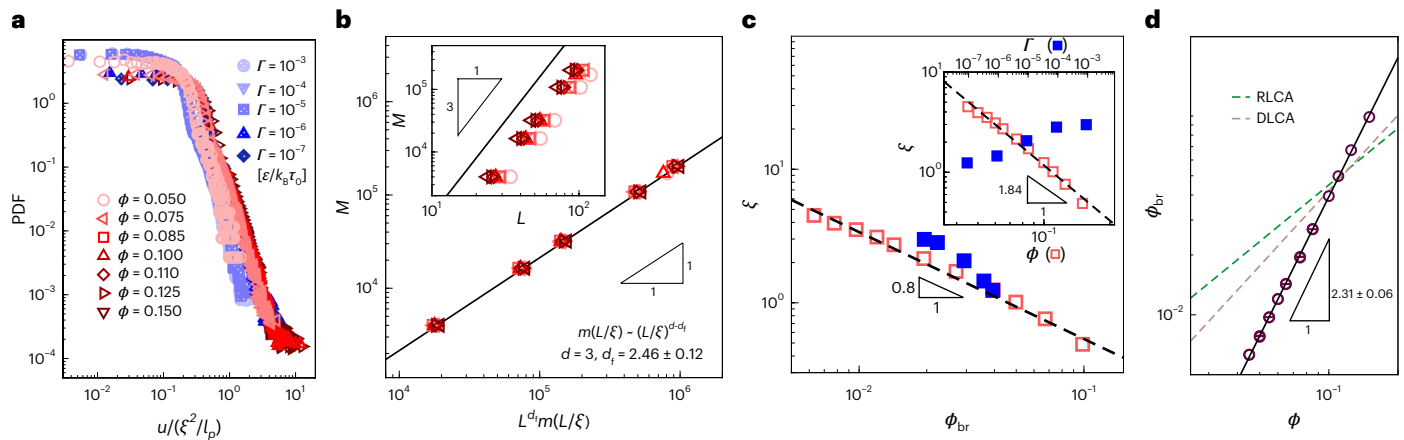 a
PDF
10⁰
10⁻¹
10⁻²
10⁻³
10⁻⁴
Γ = 10⁻³
Γ = 10⁻⁴
Γ = 10⁻⁵
Γ = 10⁻⁶
Γ = 10⁻⁷
[ε/k_Bτ₀]
ϕ = 0.050
ϕ = 0.075
ϕ = 0.085
ϕ = 0.100
ϕ = 0.110
ϕ = 0.125
ϕ = 0.150
10⁻² 10⁻¹ 10⁰ 10¹
u/(ξ²/l_p)
b
M
10⁶
10⁵
10⁴
M
10⁵
10⁴
1
3
10¹ 10²
L
1
1
m(L/ξ) ~ (L/ξ)^{d-d_f}
d = 3, d_f = 2.46 ± 0.12
10⁴ 10⁵ 10⁶
L^{d_f}m(L/ξ)
c
ξ
10¹
10⁰
Γ (■)
10⁻⁷ 10⁻⁶ 10⁻⁵ 10⁻⁴ 10⁻³
10¹
ξ
10⁰
1.84
1
10⁻¹
ϕ (□)
0.8
1
10⁻² 10⁻¹
ϕ_br
d
RLCA
DLCA
ϕ_br
10⁻²
2.31 ± 0.06
1
10⁻¹
ϕ